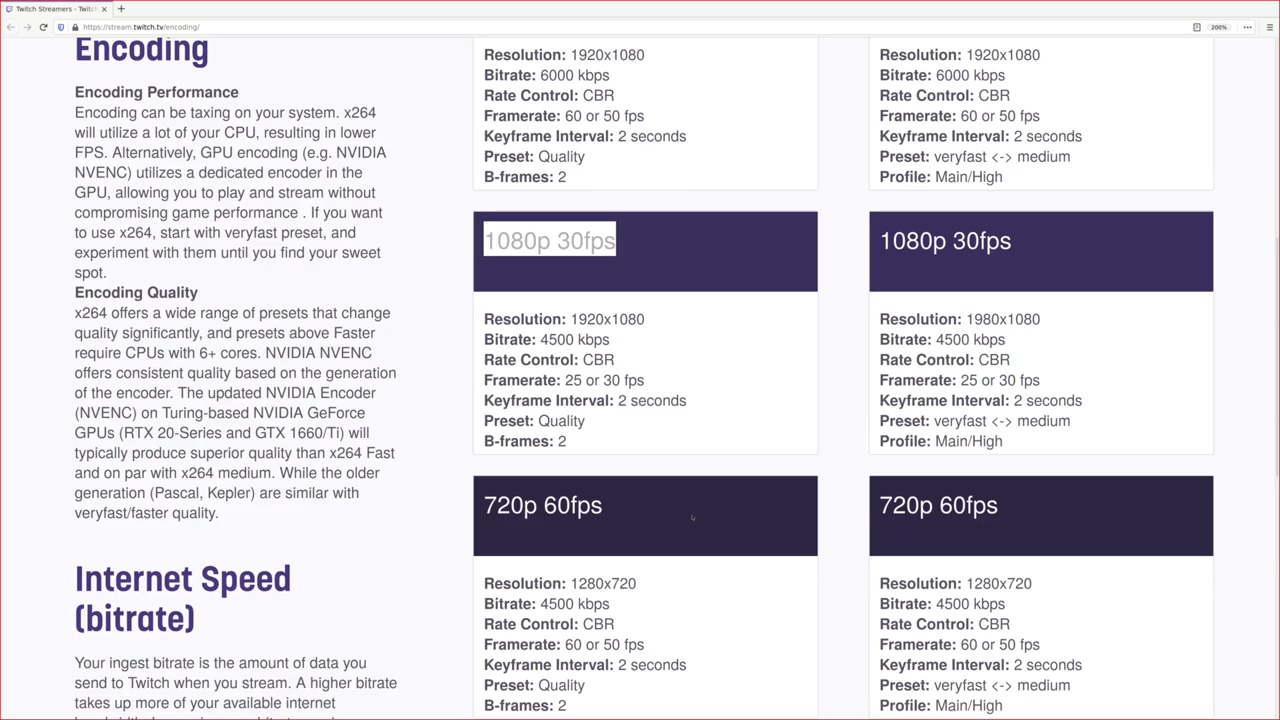 Twitch Streamers - Twitc
https://stream.twitch.tv/encoding/
200%
Encoding
Encoding Performance
Encoding can be taxing on your system. x264
will utilize a lot of your CPU, resulting in lower
FPS. Alternatively, GPU encoding (e.g. NVIDIA
NVENC) utilizes a dedicated encoder in the
GPU, allowing you to play and stream without
compromising game performance . If you want
to use x264, start with veryfast preset, and
experiment with them until you find your sweet
spot.
Encoding Quality
x264 offers a wide range of presets that change
quality significantly, and presets above Faster
require CPUs with 6+ cores. NVIDIA NVENC
offers consistent quality based on the generation
of the encoder. The updated NVIDIA Encoder
(NVENC) on Turing-based NVIDIA GeForce
GPUs (RTX 20-Series and GTX 1660/Ti) will
typically produce superior quality than x264 Fast
and on par with x264 medium. While the older
generation (Pascal, Kepler) are similar with
veryfast/faster quality.
Internet Speed
(bitrate)
Your ingest bitrate is the amount of data you
send to Twitch when you stream. A higher bitrate
takes up more of your available internet
Resolution: 1920x1080
Bitrate: 6000 kbps
Rate Control: CBR
Framerate: 60 or 50 fps
Keyframe Interval: 2 seconds
Preset: Quality
B-frames: 2
1080p 30fps
Resolution: 1920x1080
Bitrate: 4500 kbps
Rate Control: CBR
Framerate: 25 or 30 fps
Keyframe Interval: 2 seconds
Preset: Quality
B-frames: 2
720p 60fps
Resolution: 1280x720
Bitrate: 4500 kbps
Rate Control: CBR
Framerate: 60 or 50 fps
Keyframe Interval: 2 seconds
Preset: Quality
B-frames: 2
Resolution: 1920x1080
Bitrate: 6000 kbps
Rate Control: CBR
Framerate: 60 or 50 fps
Keyframe Interval: 2 seconds
Preset: veryfast <-> medium
Profile: Main/High
1080p 30fps
Resolution: 1980x1080
Bitrate: 4500 kbps
Rate Control: CBR
Framerate: 25 or 30 fps
Keyframe Interval: 2 seconds
Preset: veryfast <-> medium
Profile: Main/High
720p 60fps
Resolution: 1280x720
Bitrate: 4500 kbps
Rate Control: CBR
Framerate: 60 or 50 fps
Keyframe Interval: 2 seconds
Preset: veryfast <-> medium
Profile: Main/High